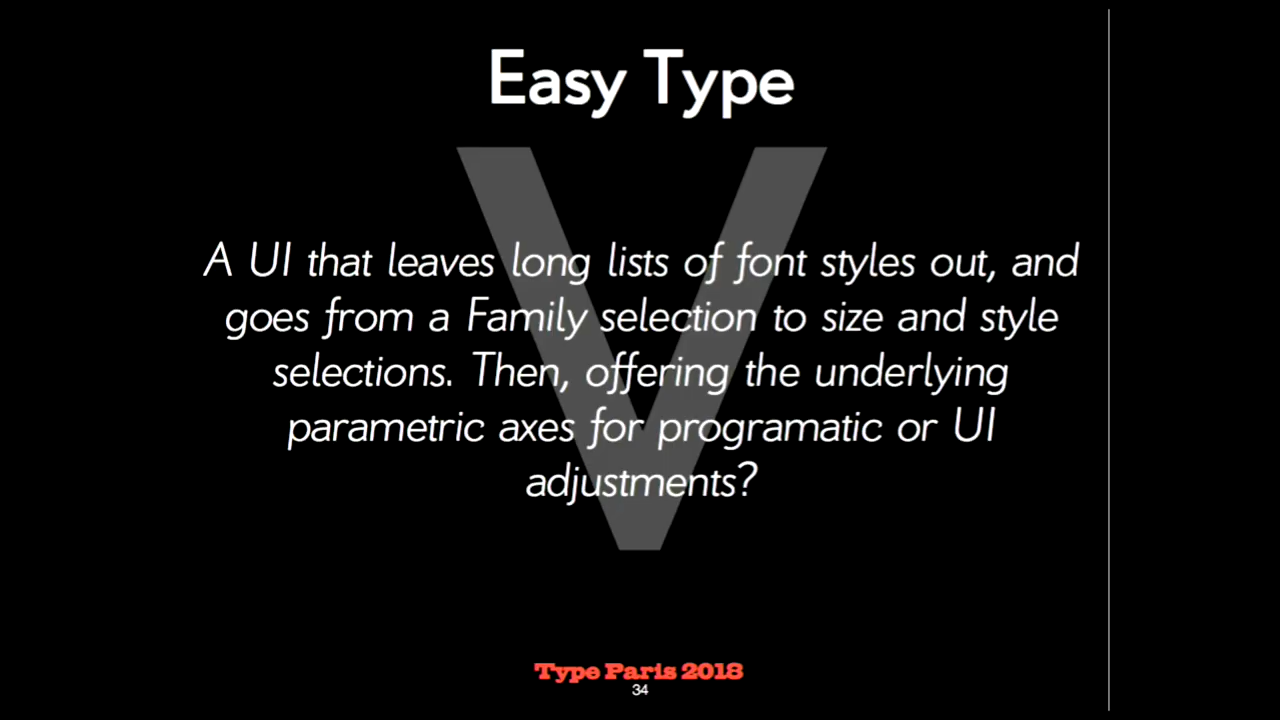 Easy Type
V
A UI that leaves long lists of font styles out, and
goes from a Family selection to size and style
selections. Then, offering the underlying
parametric axes for programatic or UI
adjustments?
Type Paris 2018
34